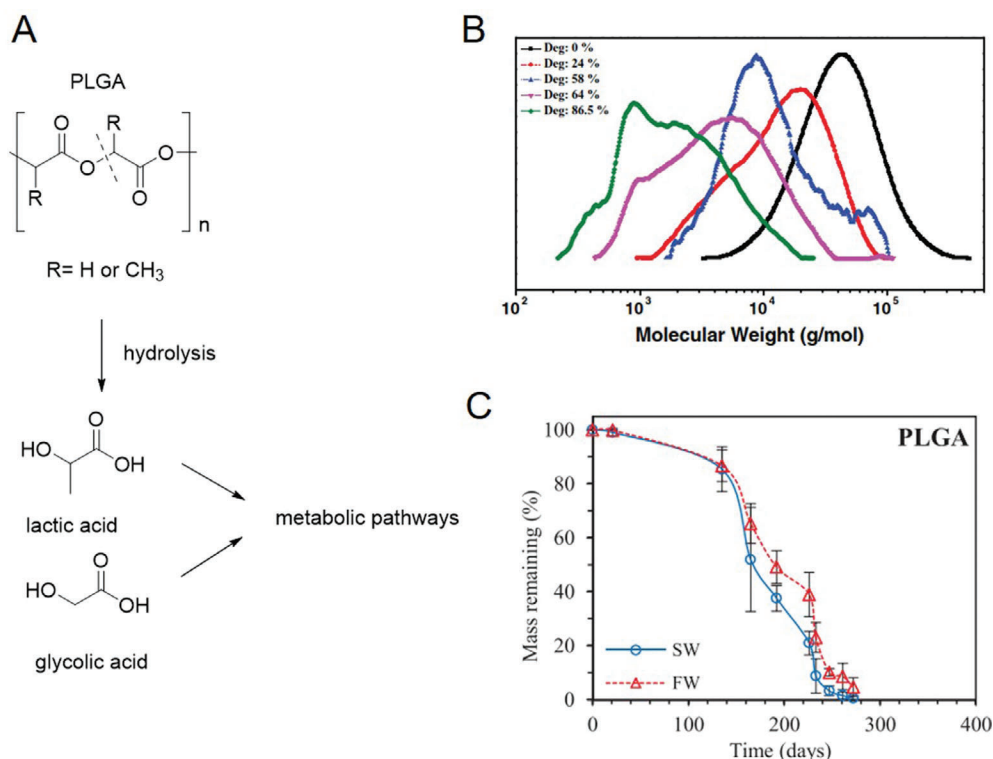 A
PLGA
O
R
O
R
O
O
n
R= H or CH3
hydrolysis
HO
O
OH
lactic acid
HO
O
OH
glycolic acid
metabolic pathways
B
Deg: 0 %
Deg: 24 %
Deg: 58 %
Deg: 64 %
Deg: 86.5 %
10^2
10^3
10^4
10^5
Molecular Weight (g/mol)
C
PLGA
Mass remaining (%)
100
80
60
40
20
0
SW
FW
0
100
200
300
400
Time (days)